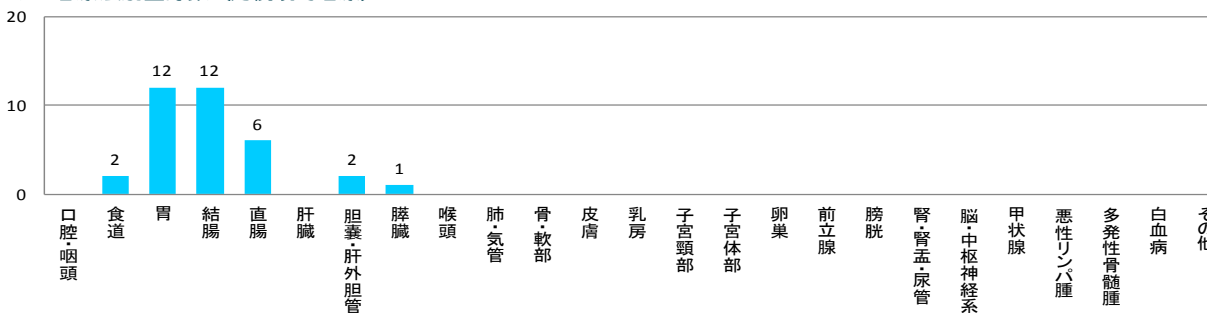 20
10
0
2
12
12
6
2
1
口腔・咽頭
食道
胃
結腸
直腸
肝臓
胆嚢・肝外胆管
膵臓
喉頭
肺・気管
骨・軟部
皮膚
乳房
子宮頸部
子宮体部
卵巣
前立腺
膀胱
腎・腎盂・尿管
脳・中枢神経系
甲状腺
悪性リンパ腫
多発性骨髄腫
白血病
その他